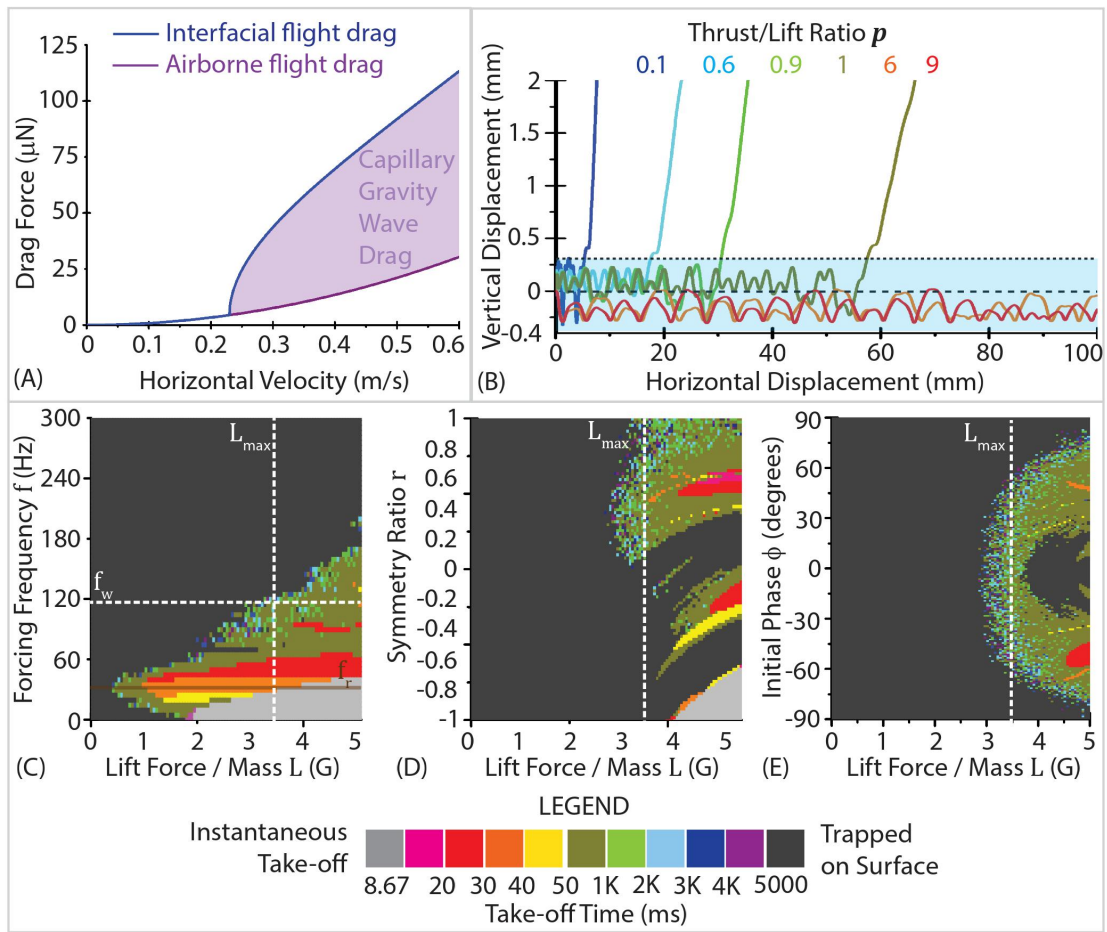 Interfacial flight drag
Airborne flight drag
Drag Force (μN)
125
100
75
50
25
0
Capillary
Gravity
Wave
Drag
0 0.1 0.2 0.3 0.4 0.5 0.6
(A) Horizontal Velocity (m/s)
Thrust/Lift Ratio p
0.1 0.6 0.9 1 6 9
Vertical Displacement (mm)
2
1.5
1
0.5
0
-0.4
0 20 40 60 80 100
(B) Horizontal Displacement (mm)
Forcing Frequency f (Hz)
300
240
180
120
60
0
Lmax
fw
fr
0 1 2 3 4 5
(C) Lift Force / Mass L (G)
Symmetry Ratio r
1
0.8
0.6
0.4
0.2
0
-0.2
-0.4
-0.6
-0.8
-1
Lmax
0 1 2 3 4 5
(D) Lift Force / Mass L (G)
Initial Phase ϕ (degrees)
90
60
30
0
-30
-60
-90
Lmax
0 1 2 3 4 5
(E) Lift Force / Mass L (G)
LEGEND
Instantaneous
Take-off
Trapped
on Surface
8.67 20 30 40 50 1K 2K 3K 4K 5000
Take-off Time (ms)